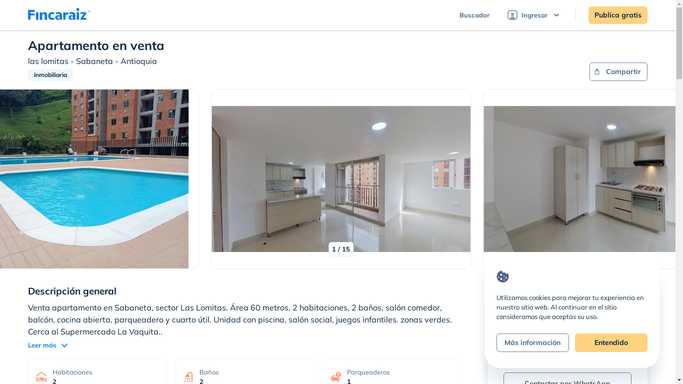 Fincaraiz
Buscador
Ingresar
Publica gratis
Apartamento en venta
las lomitas - Sabaneta - Antioquia
Inmobiliaria
Compartir
1 / 15
Descripción general
Venta apartamento en Sabaneta, sector Las Lomitas. Área 60 metros, 2 habitaciones, 2 baños, salón comedor,
balcón, cocina abierta, parqueadero y cuarto útil. Unidad con piscina, salón social, juegos infantiles. zonas verdes.
Cerca al Supermercado La Vaquita..
Leer más
Habitaciones
2
Baños
2
Parqueaderos
1
Utilizamos cookies para mejorar tu experiencia en
nuestro sitio web. Al continuar en el sitio
consideramos que aceptas su uso.
Más información
Entendido
Contactar por WhatsApp